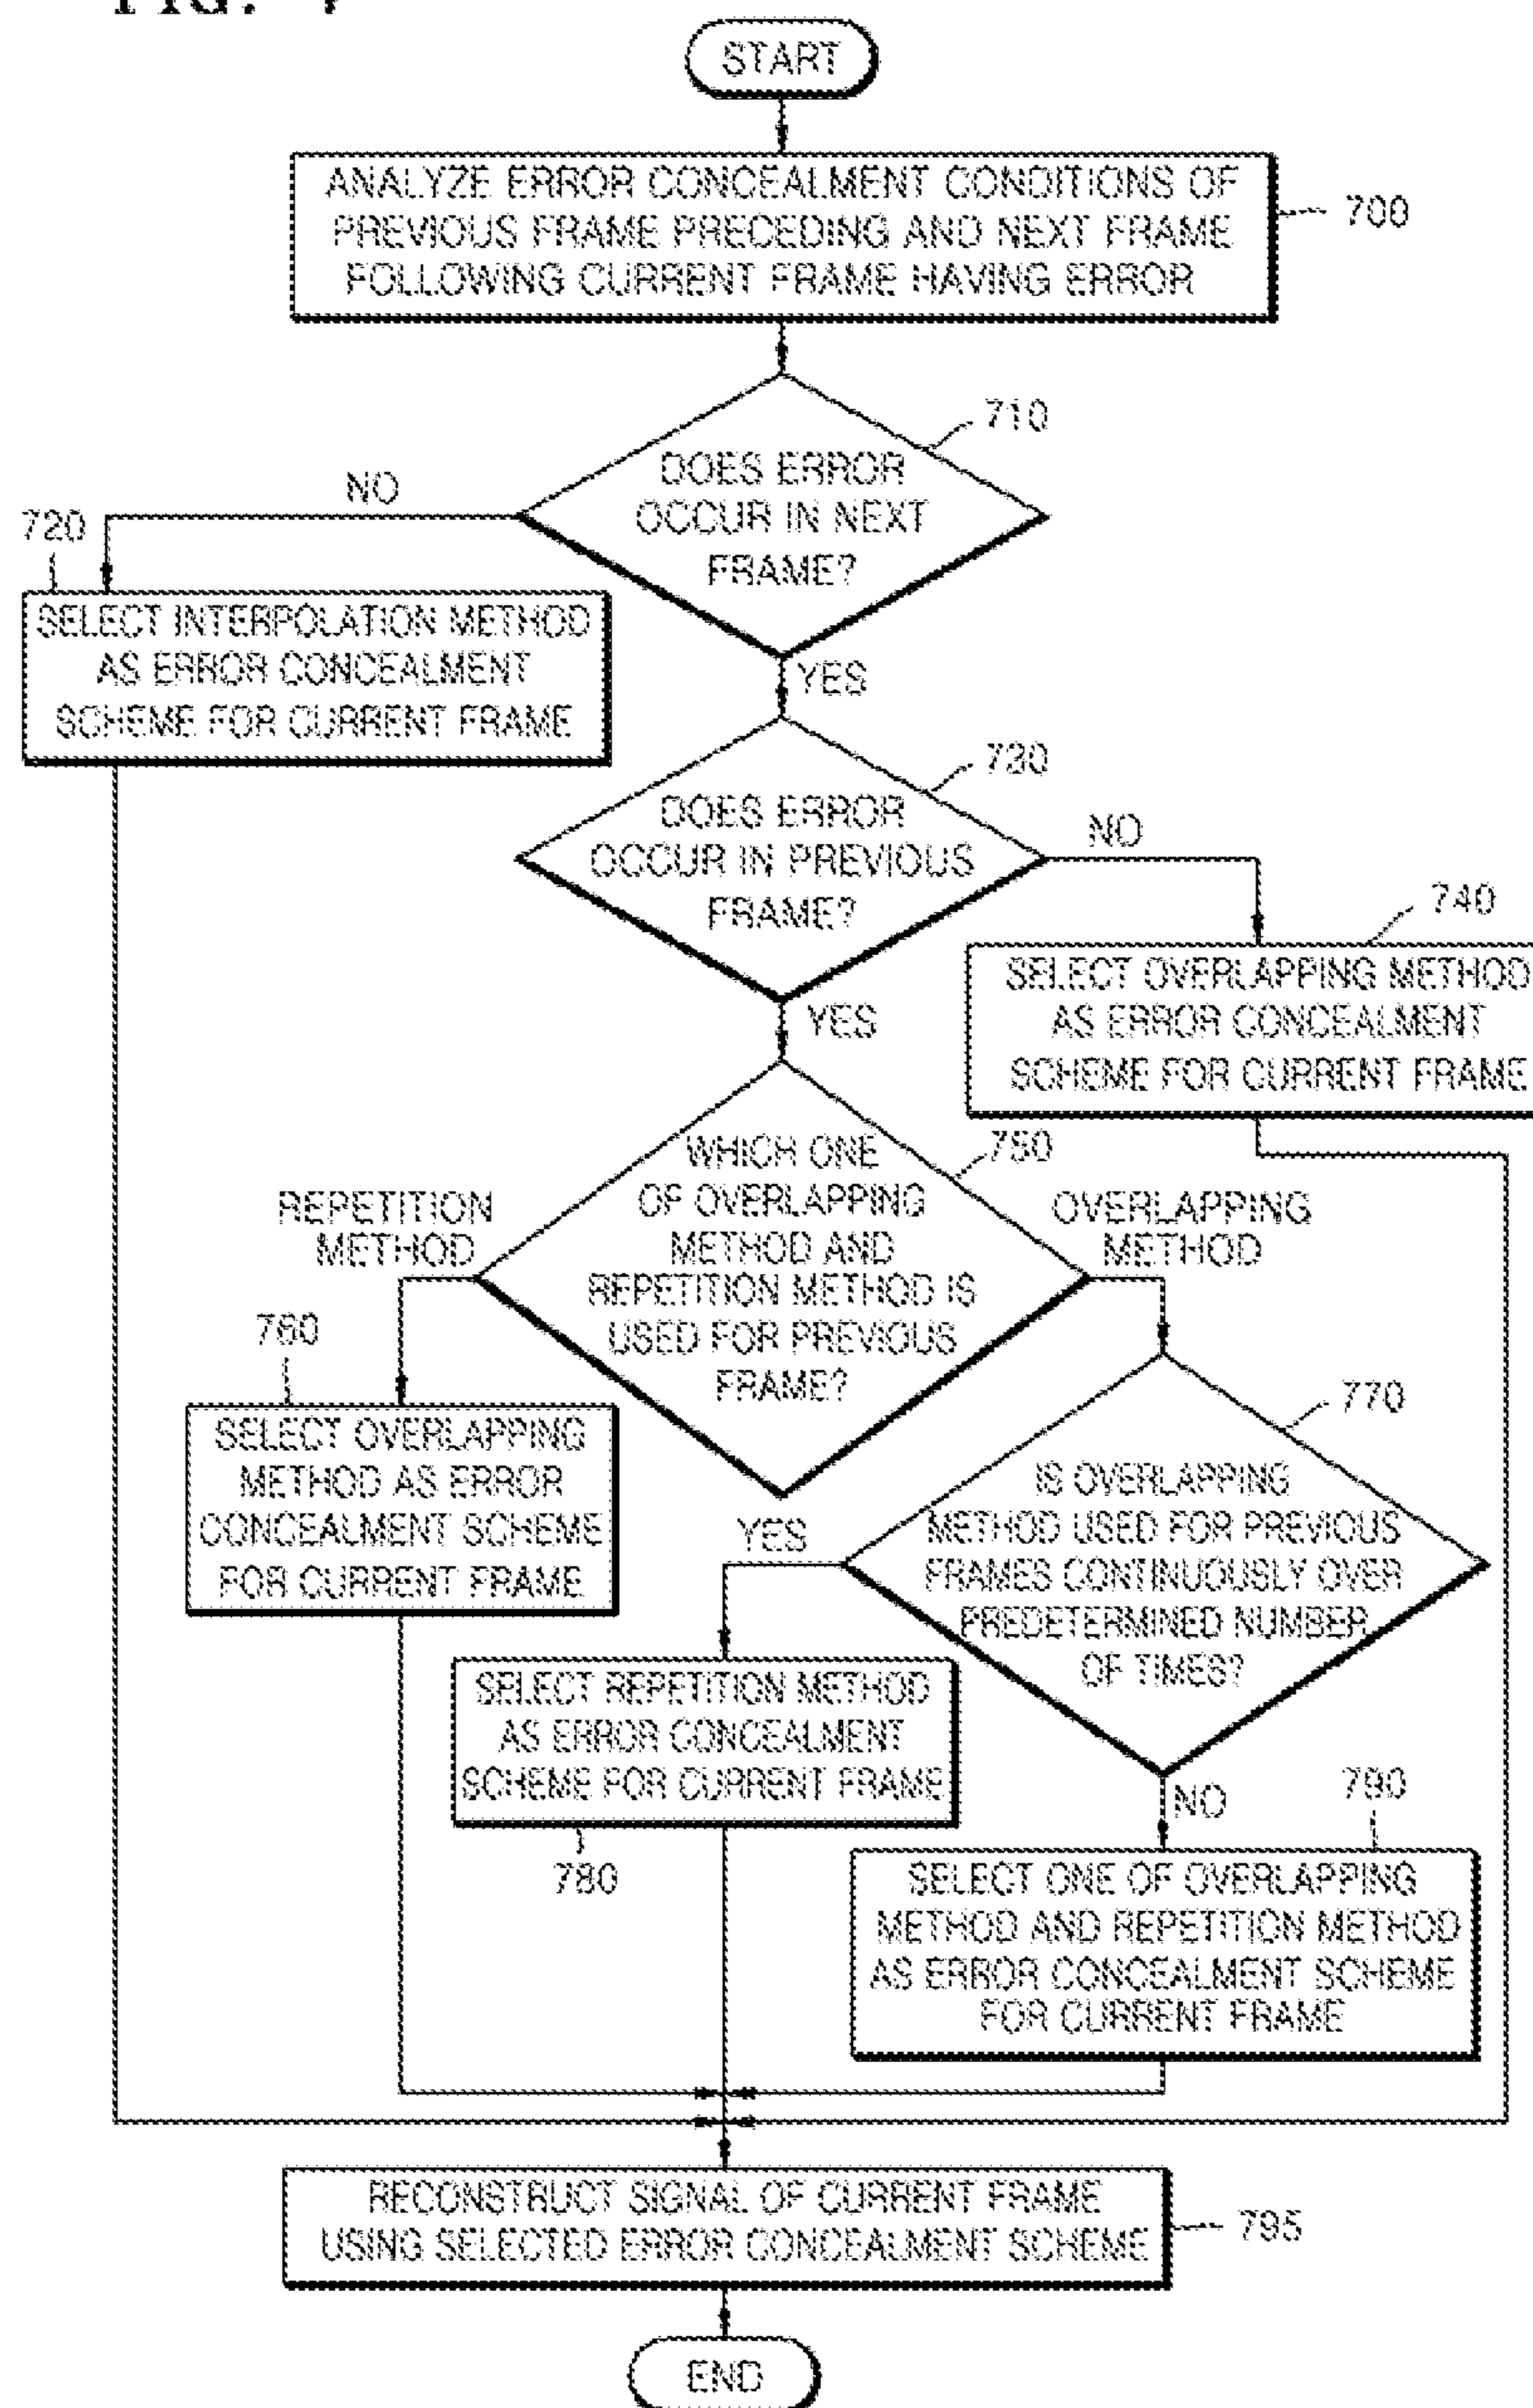 START
ANALYZE ERROR CONCEALMENT CONDITIONS OF
PREVIOUS FRAME PRECEDING AND NEXT FRAME
FOLLOWING CURRENT FRAME HAVING ERROR
700
710
DOES ERROR
OCCUR IN NEXT
FRAME?
NO
720
SELECT INTERPOLATION METHOD
AS ERROR CONCEALMENT
SCHEME FOR CURRENT FRAME
YES
730
DOES ERROR
OCCUR IN PREVIOUS
FRAME?
NO
740
SELECT OVERLAPPING METHOD
AS ERROR CONCEALMENT
SCHEME FOR CURRENT FRAME
YES
750
WHICH ONE
OF OVERLAPPING
METHOD AND
REPETITION METHOD IS
USED FOR PREVIOUS
FRAME?
REPETITION
METHOD
OVERLAPPING
METHOD
760
SELECT OVERLAPPING
METHOD AS ERROR
CONCEALMENT SCHEME
FOR CURRENT FRAME
770
IS OVERLAPPING
METHOD USED FOR PREVIOUS
FRAMES CONTINUOUSLY OVER
PREDETERMINED NUMBER
OF TIMES?
YES
SELECT REPETITION METHOD
AS ERROR CONCEALMENT
SCHEME FOR CURRENT FRAME
780
NO
790
SELECT ONE OF OVERLAPPING
METHOD AND REPETITION METHOD
AS ERROR CONCEALMENT SCHEME
FOR CURRENT FRAME
RECONSTRUCT SIGNAL OF CURRENT FRAME
USING SELECTED ERROR CONCEALMENT SCHEME
795
END